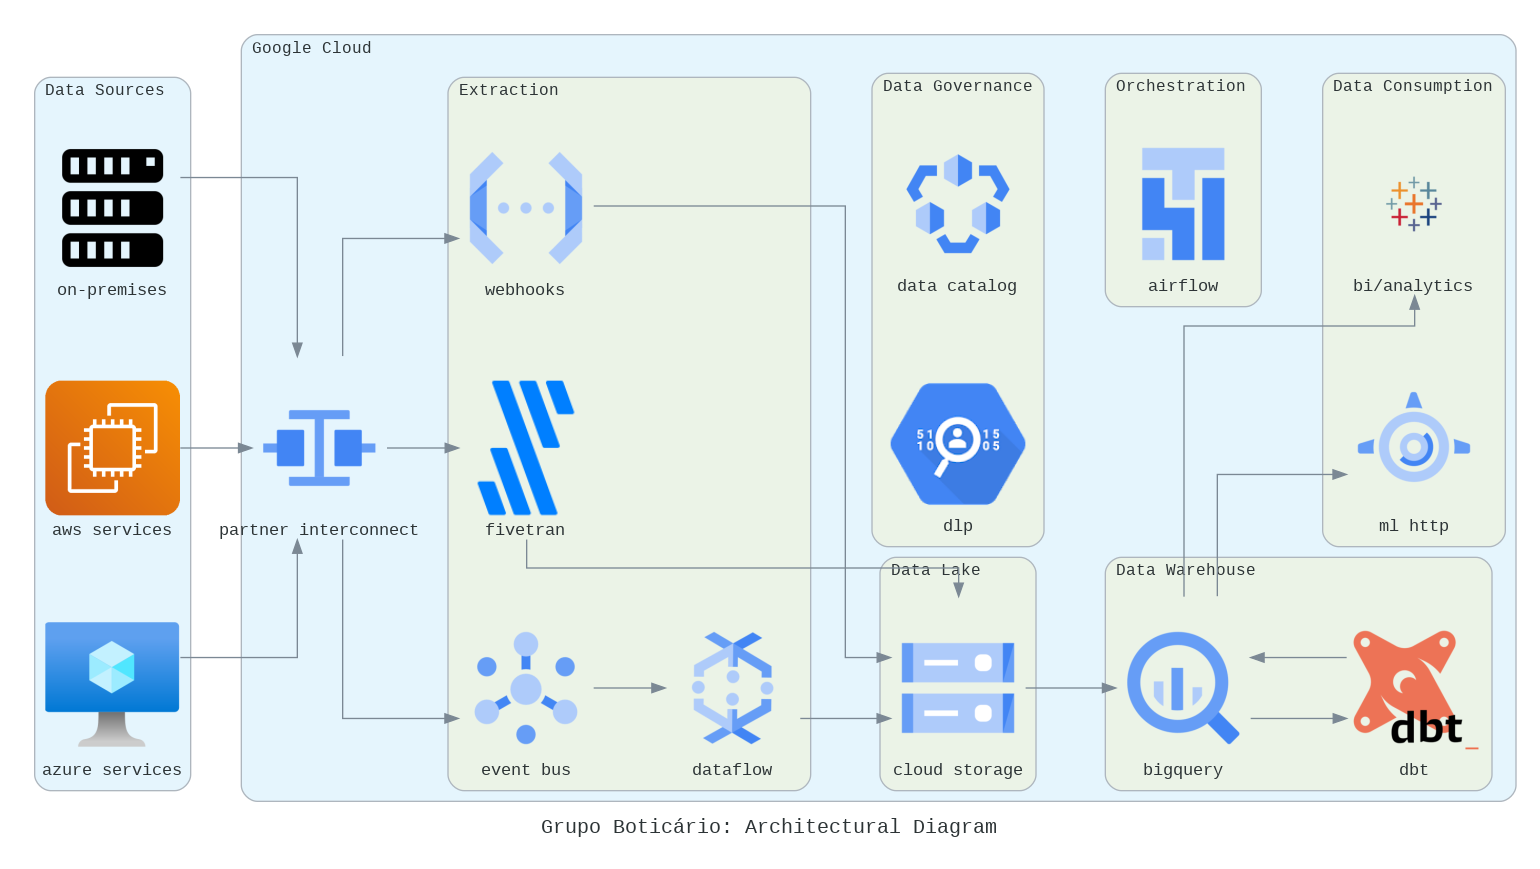 Google Cloud
Data Sources
Extraction
Data Governance
Orchestration
Data Consumption
on-premises
webhooks
data catalog
airflow
bi/analytics
51 15
10 05
aws services
partner interconnect
fivetran
dlp
ml http
Data Lake
Data Warehouse
dbt_
azure services
event bus
dataflow
cloud storage
bigquery
dbt
Grupo Boticário: Architectural Diagram